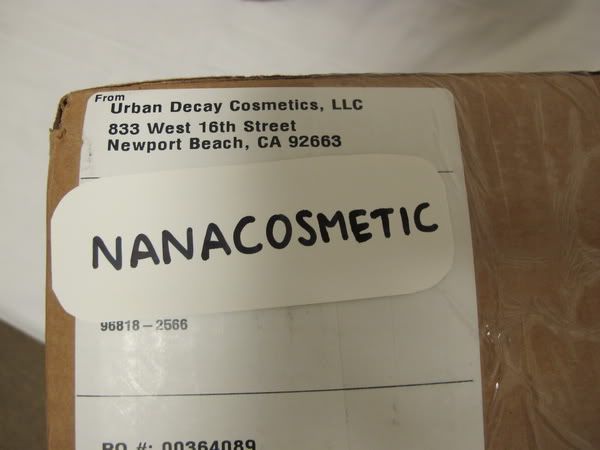 From
Urban Decay Cosmetics, LLC
833 West 16th Street
Newport Beach, CA 92663
NANACOSMETIC
96818-2566
PO #: 00364089